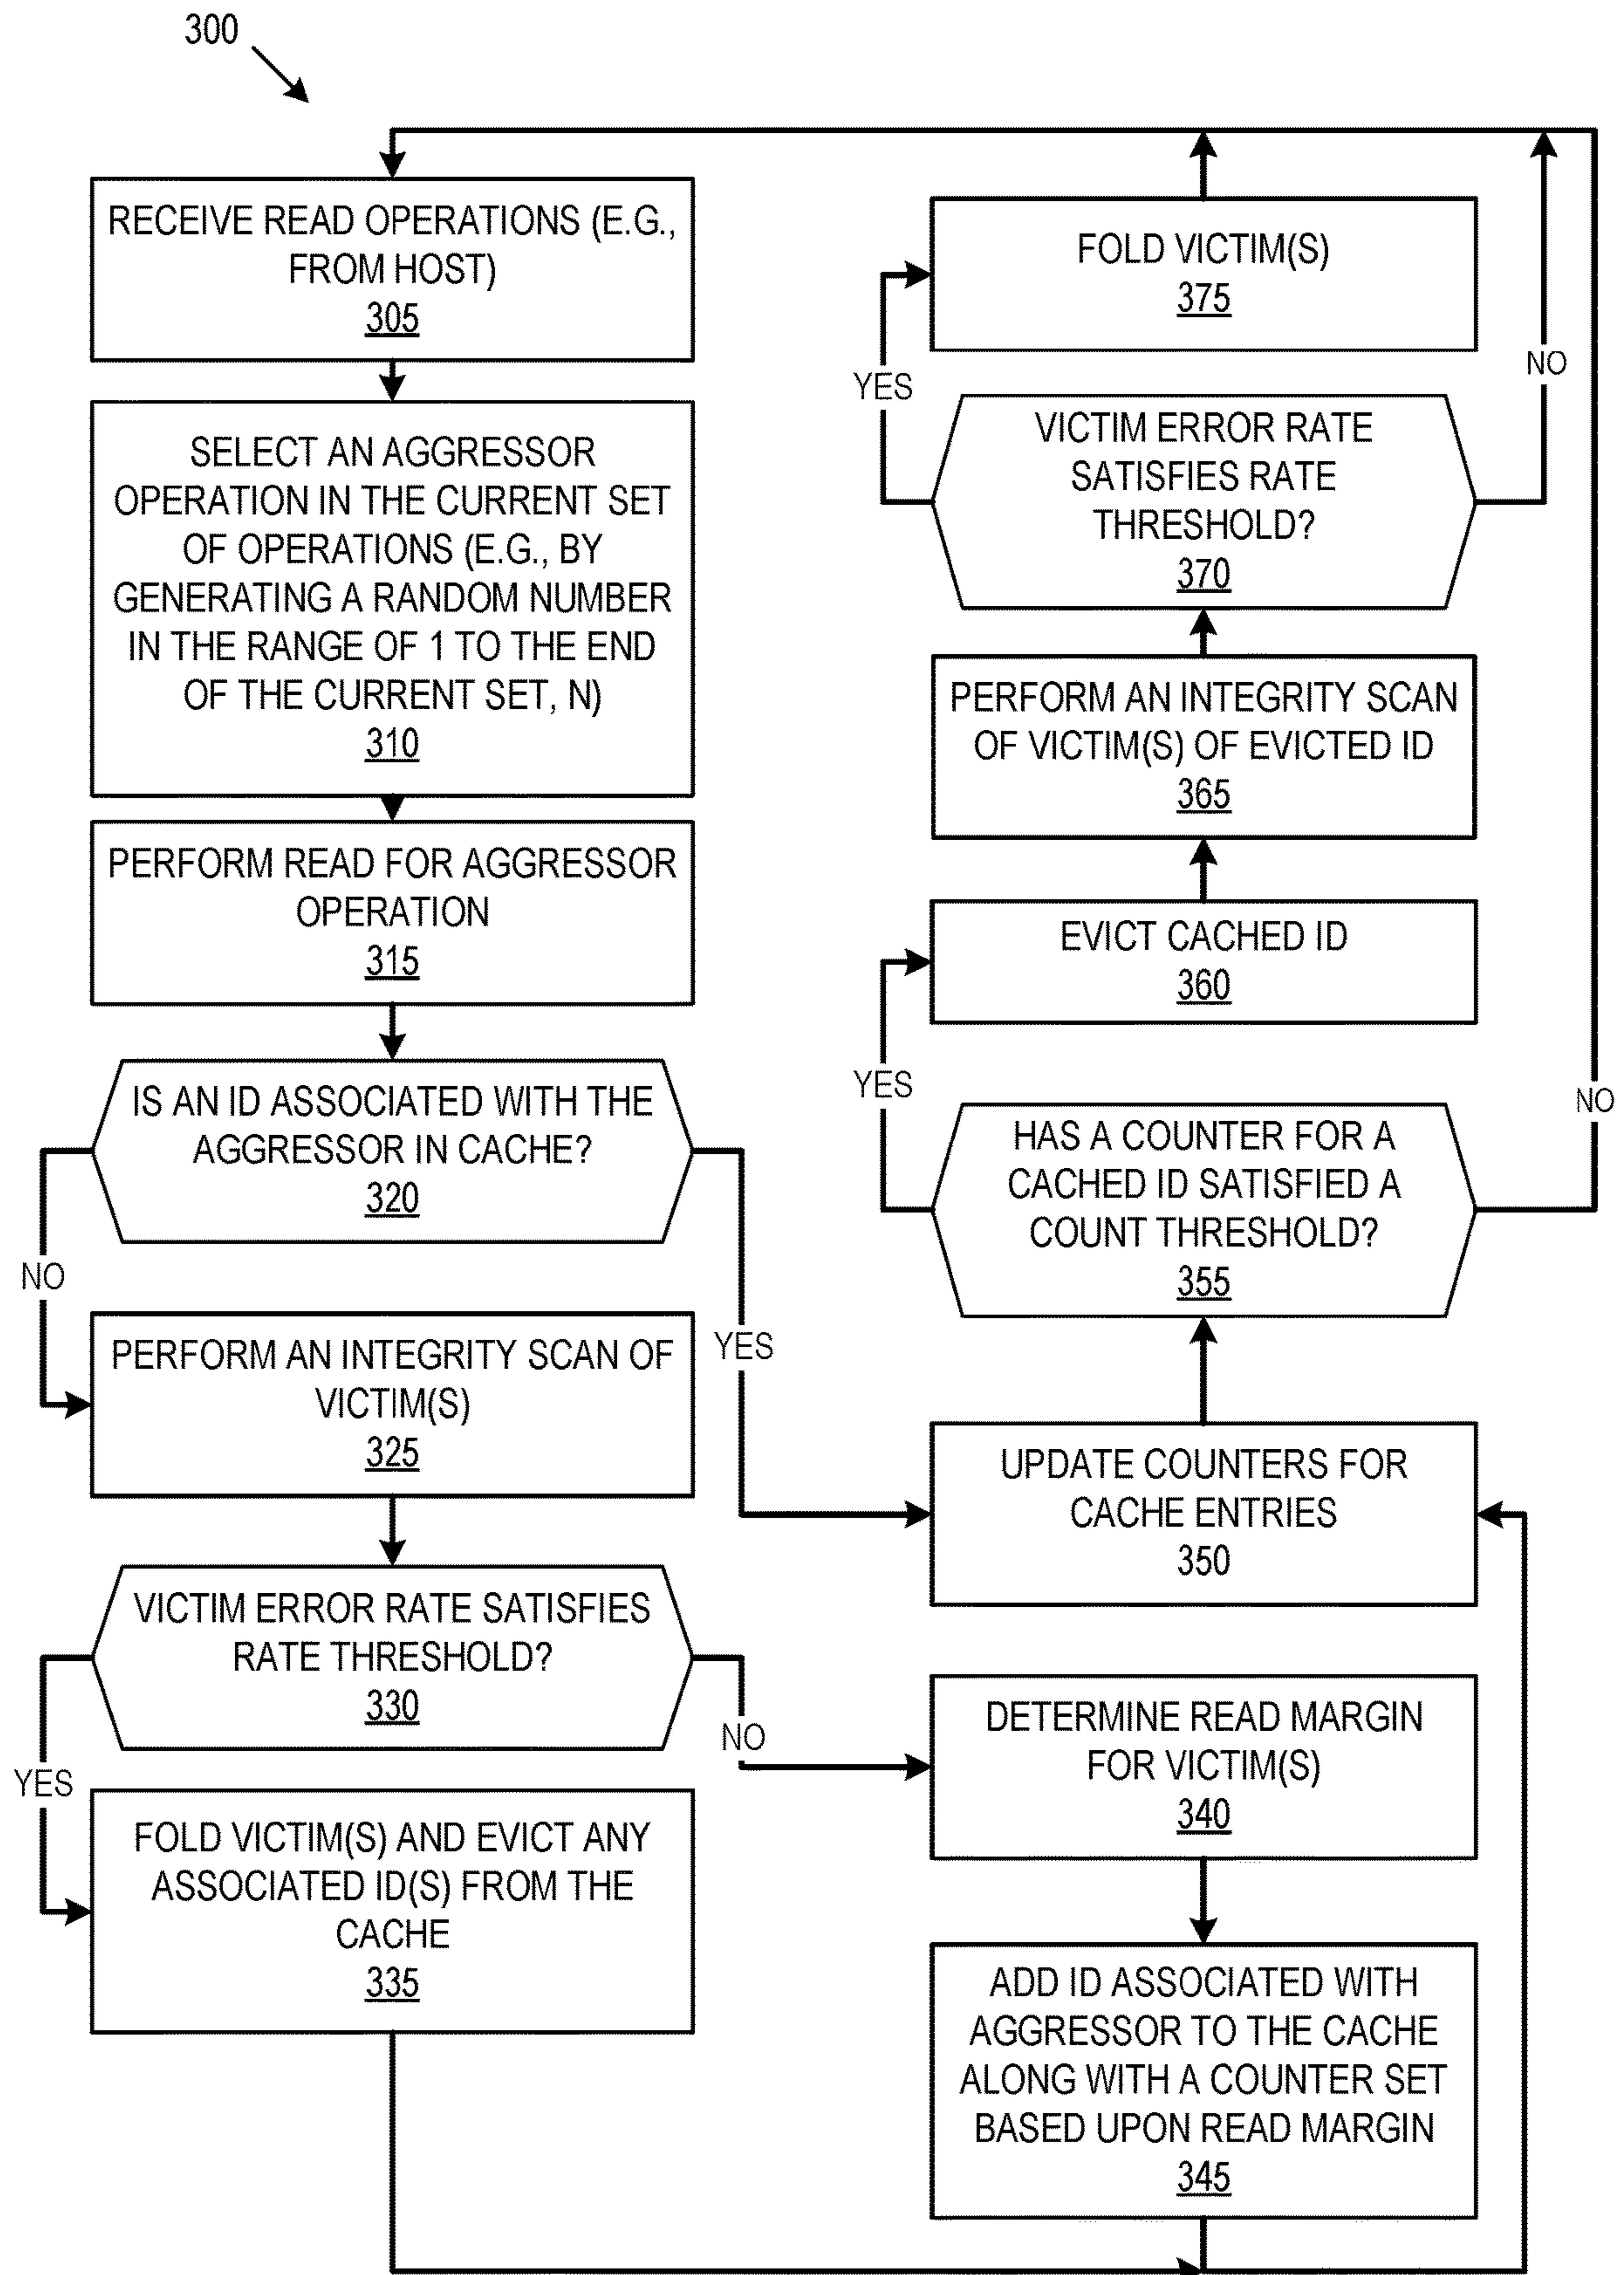 300
RECEIVE READ OPERATIONS (E.G.,
FROM HOST)
305
SELECT AN AGGRESSOR
OPERATION IN THE CURRENT SET
OF OPERATIONS (E.G., BY
GENERATING A RANDOM NUMBER
IN THE RANGE OF 1 TO THE END
OF THE CURRENT SET, N)
310
PERFORM READ FOR AGGRESSOR
OPERATION
315
IS AN ID ASSOCIATED WITH THE
AGGRESSOR IN CACHE?
320
NO
YES
PERFORM AN INTEGRITY SCAN OF
VICTIM(S)
325
VICTIM ERROR RATE SATISFIES
RATE THRESHOLD?
330
YES
NO
FOLD VICTIM(S) AND EVICT ANY
ASSOCIATED ID(S) FROM THE
CACHE
335
DETERMINE READ MARGIN
FOR VICTIM(S)
340
ADD ID ASSOCIATED WITH
AGGRESSOR TO THE CACHE
ALONG WITH A COUNTER SET
BASED UPON READ MARGIN
345
UPDATE COUNTERS FOR
CACHE ENTRIES
350
HAS A COUNTER FOR A
CACHED ID SATISFIED A
COUNT THRESHOLD?
355
YES
NO
EVICT CACHED ID
360
PERFORM AN INTEGRITY SCAN
OF VICTIM(S) OF EVICTED ID
365
VICTIM ERROR RATE
SATISFIES RATE
THRESHOLD?
370
YES
NO
FOLD VICTIM(S)
375